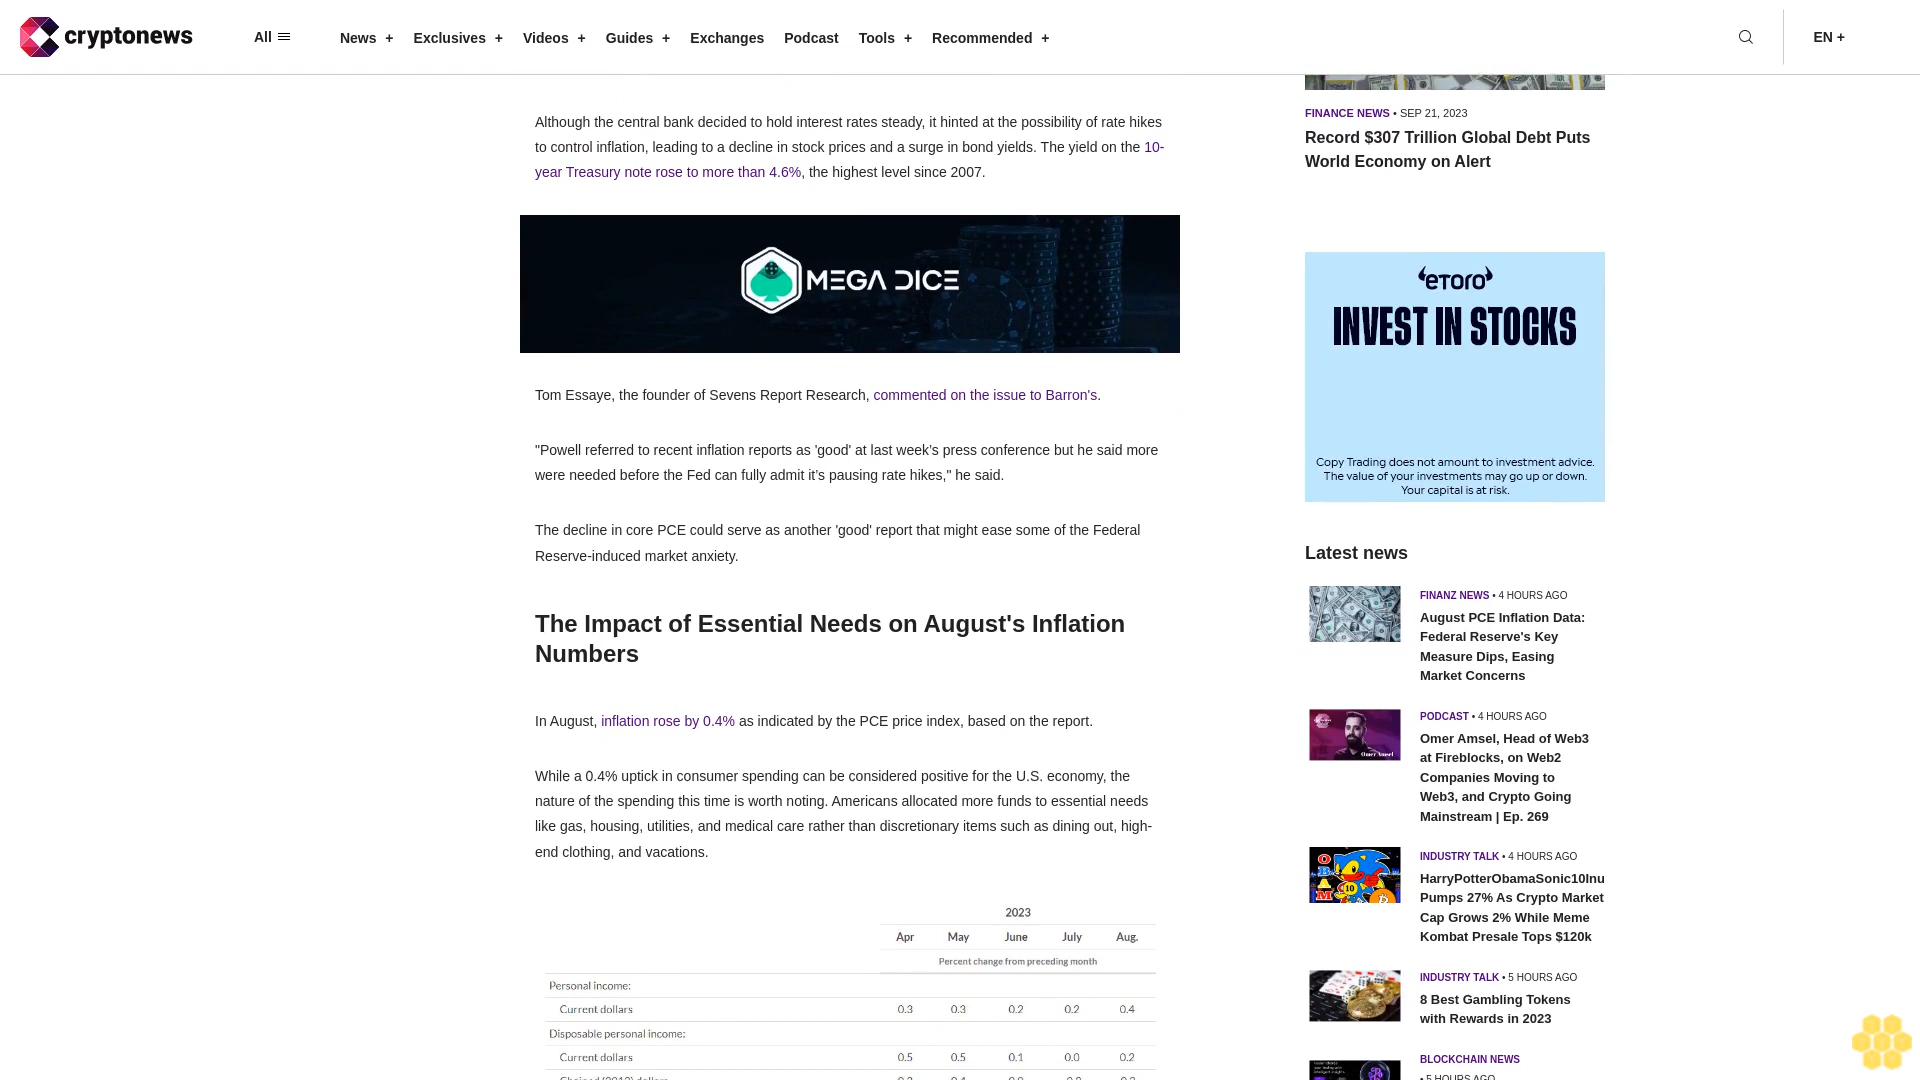 cryptonews
All
News +
Exclusives +
Videos +
Guides +
Exchanges
Podcast
Tools +
Recommended +
EN +
Although the central bank decided to hold interest rates steady, it hinted at the possibility of rate hikes
to control inflation, leading to a decline in stock prices and a surge in bond yields. The yield on the 10-
year Treasury note rose to more than 4.6%, the highest level since 2007.
MEGA DICE
Tom Essaye, the founder of Sevens Report Research, commented on the issue to Barron's.
"Powell referred to recent inflation reports as 'good' at last week’s press conference but he said more
were needed before the Fed can fully admit it’s pausing rate hikes," he said.
The decline in core PCE could serve as another 'good' report that might ease some of the Federal
Reserve-induced market anxiety.
The Impact of Essential Needs on August's Inflation
Numbers
In August, inflation rose by 0.4% as indicated by the PCE price index, based on the report.
While a 0.4% uptick in consumer spending can be considered positive for the U.S. economy, the
nature of the spending this time is worth noting. Americans allocated more funds to essential needs
like gas, housing, utilities, and medical care rather than discretionary items such as dining out, high-
end clothing, and vacations.
2023
Apr May June July Aug.
Percent change from preceding month
Personal income:
Current dollars 0.3 0.3 0.2 0.2 0.4
Disposable personal income:
Current dollars 0.5 0.5 0.1 0.0 0.2
FINANCE NEWS • SEP 21, 2023
Record $307 Trillion Global Debt Puts
World Economy on Alert
eToro
INVEST IN STOCKS
Copy Trading does not amount to investment advice.
The value of your investments may go up or down.
Your capital is at risk.
Latest news
FINANZ NEWS • 4 HOURS AGO
August PCE Inflation Data:
Federal Reserve's Key
Measure Dips, Easing
Market Concerns
Omer Amsel
PODCAST • 4 HOURS AGO
Omer Amsel, Head of Web3
at Fireblocks, on Web2
Companies Moving to
Web3, and Crypto Going
Mainstream | Ep. 269
OBAM
10
INDUSTRY TALK • 4 HOURS AGO
HarryPotterObamaSonic10Inu
Pumps 27% As Crypto Market
Cap Grows 2% While Meme
Kombat Presale Tops $120k
INDUSTRY TALK • 5 HOURS AGO
8 Best Gambling Tokens
with Rewards in 2023
BLOCKCHAIN NEWS
• 5 HOURS AGO